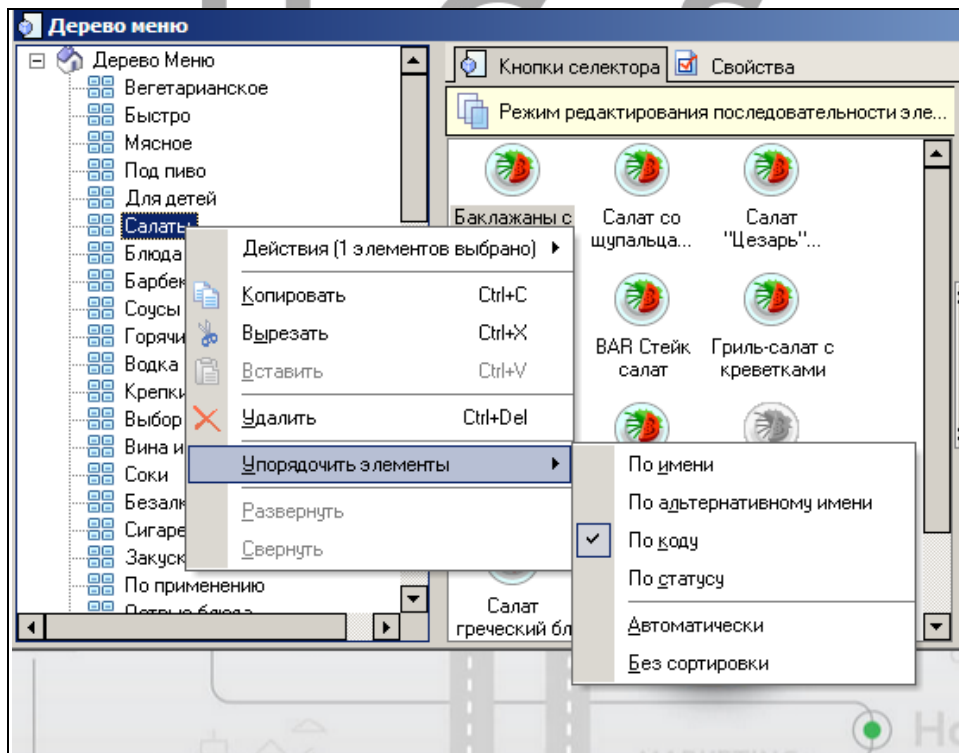 Дерево меню
Дерево Меню
Вегетарианское
Быстро
Мясное
Под пиво
Для детей
Салаты
Блюда
Барбек
Соусы
Горячи
Водка
Крепки
Выбор
Вина и
Соки
Безалк
Сигаре
Закуск
По применению
Острые блюда
Кнопки селектора
Свойства
Режим редактирования последовательности эле...
Баклажаны с
Салат со
щупальца...
Салат
"Цезарь"...
BAR Стейк
салат
Гриль-салат с
креветками
Салат
греческий бл
Действия (1 элементов выбрано)
Копировать Ctrl+C
Вырезать Ctrl+X
Вставить Ctrl+V
Удалить Ctrl+Del
Упорядочить элементы
Развернуть
Свернуть
По имени
По альтернативному имени
По коду
По статусу
Автоматически
Без сортировки